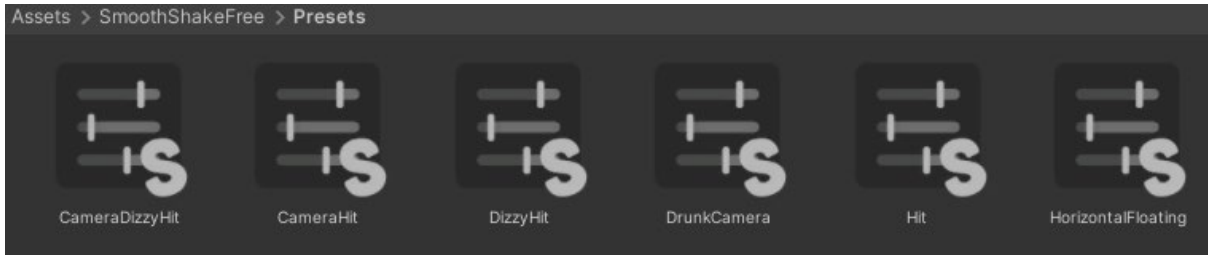 Assets > SmoothShakeFree > Presets
S S S S S S
CameraDizzyHit CameraHit DizzyHit DrunkCamera Hit HorizontalFloating